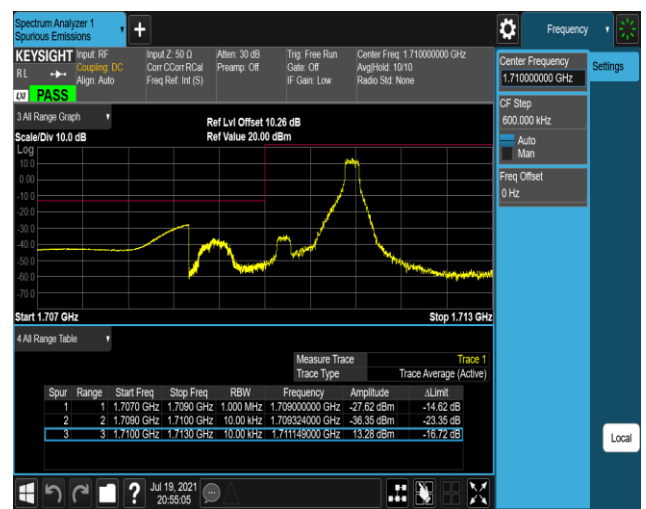 Spectrum Analyzer 1
Spurious Emissions
Frequency
KEYSIGHT
RL
Input: RF
Coupling: DC
Align: Auto
Input Z: 50 Ω
Corr CCorr RCal
Freq Ref: Int (S)
Atten: 30 dB
Preamp: Off
Trig: Free Run
Gate: Off
IF Gain: Low
Center Freq: 1.710000000 GHz
Avg|Hold: 10/10
Radio Std: None
LXI PASS
Center Frequency
1.710000000 GHz
Settings
CF Step
600.000 kHz
Auto
Man
Freq Offset
0 Hz
3 All Range Graph
Ref Lvl Offset 10.26 dB
Scale/Div 10.0 dB
Ref Value 20.00 dBm
Log
10.0
0.00
-10.0
-20.0
-30.0
-40.0
-50.0
-60.0
-70.0
Start 1.707 GHz
Stop 1.713 GHz
4 All Range Table
Measure Trace Trace 1
Trace Type Trace Average (Active)
Spur Range Start Freq Stop Freq RBW Frequency Amplitude ΔLimit
1 1 1.7070 GHz 1.7090 GHz 1.000 MHz 1.709000000 GHz -27.62 dBm -14.62 dB
2 2 1.7090 GHz 1.7100 GHz 10.00 kHz 1.709324000 GHz -36.35 dBm -23.35 dB
3 3 1.7100 GHz 1.7130 GHz 10.00 kHz 1.711149000 GHz 13.28 dBm -16.72 dB
Local
?
Jul 19, 2021
20:55:05